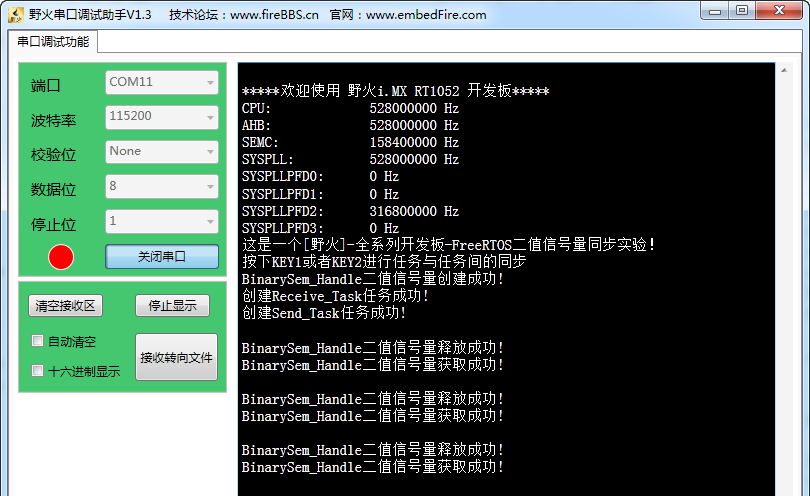 野火串口调试助手V1.3 技术论坛：www.fireBBS.cn 官网：www.embedFire.com
串口调试功能
端口 COM11
波特率 115200
校验位 None
数据位 8
停止位 1
关闭串口
清空接收区 停止显示
自动清空
十六进制显示
接收转向文件
*****欢迎使用 野火i.MX RT1052 开发板*****
CPU: 528000000 Hz
AHB: 528000000 Hz
SEMC: 158400000 Hz
SYSPLL: 528000000 Hz
SYSPLLPFD0: 0 Hz
SYSPLLPFD1: 0 Hz
SYSPLLPFD2: 316800000 Hz
SYSPLLPFD3: 0 Hz
这是一个[野火]-全系列开发板-FreeRTOS二值信号量同步实验！
按下KEY1或者KEY2进行任务与任务间的同步
BinarySem_Handle二值信号量创建成功!
创建Receive_Task任务成功!
创建Send_Task任务成功!
BinarySem_Handle二值信号量释放成功!
BinarySem_Handle二值信号量获取成功!
BinarySem_Handle二值信号量释放成功!
BinarySem_Handle二值信号量获取成功!
BinarySem_Handle二值信号量释放成功!
BinarySem_Handle二值信号量获取成功!